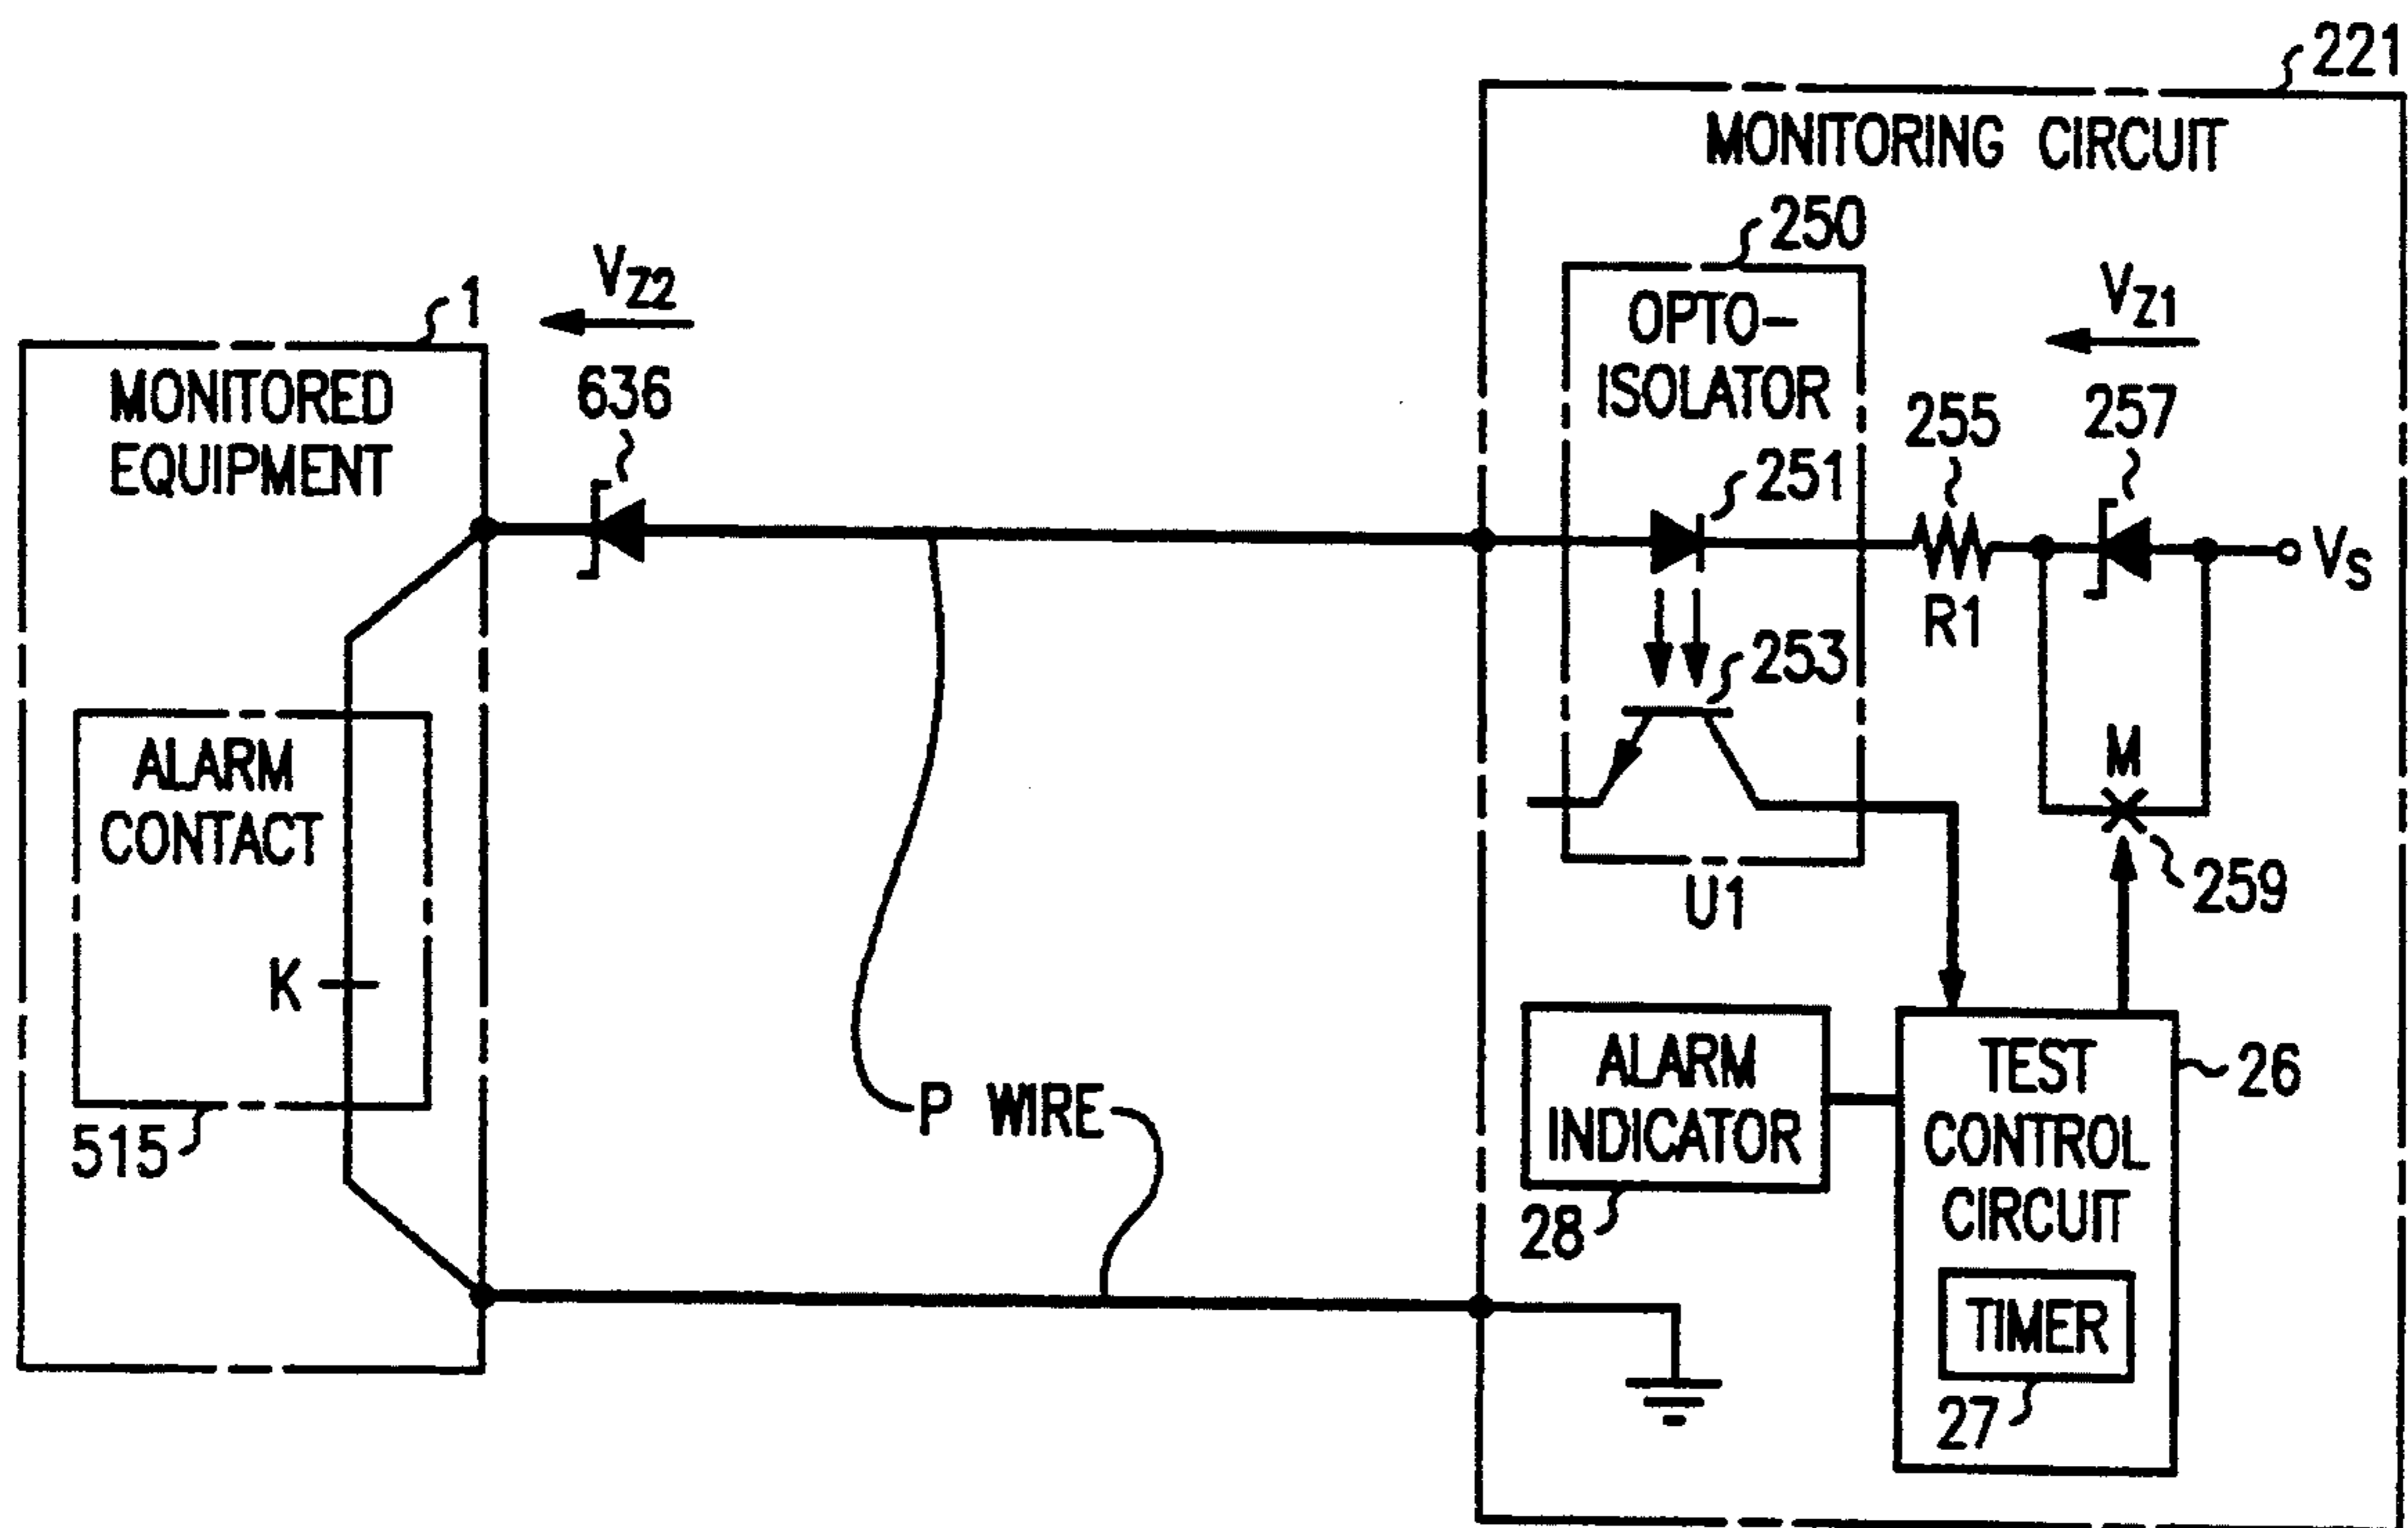 221
MONITORING CIRCUIT
250
VZ2
1
VZ1
OPTO-
ISOLATOR
MONITORED
EQUIPMENT
636
255
257
251
VS
R1
253
ALARM
CONTACT
M
259
U1
K
ALARM
INDICATOR
TEST
CONTROL
CIRCUIT
26
P WIRE
515
28
TIMER
27